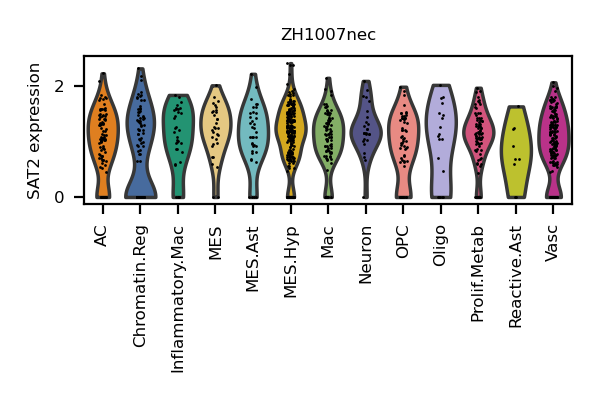 ZH1007nec
SAT2 expression
2
0
AC
Chromatin.Reg
Inflammatory.Mac
MES
MES.Ast
MES.Hyp
Mac
Neuron
OPC
Oligo
Prolif.Metab
Reactive.Ast
Vasc